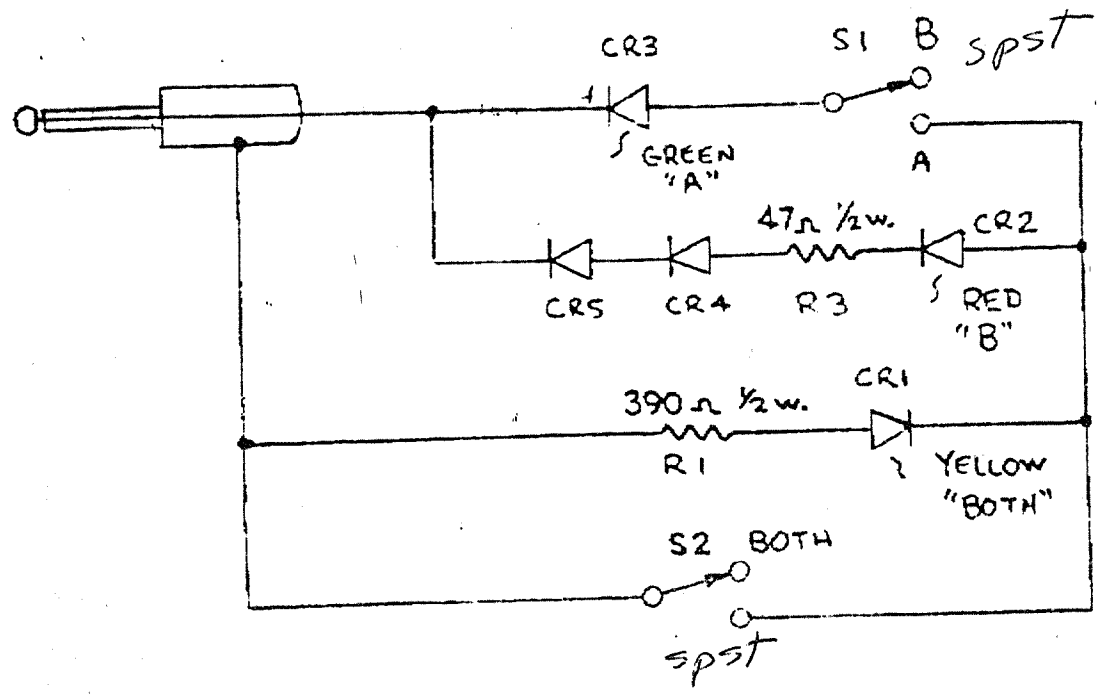 CR3
S1 B spst
GREEN
"A"
A
47Ω ½w.
CR2
CR5
CR4
R3
RED
"B"
CR1
390Ω ½w.
R1
YELLOW
"BOTH"
S2 BOTH
spst